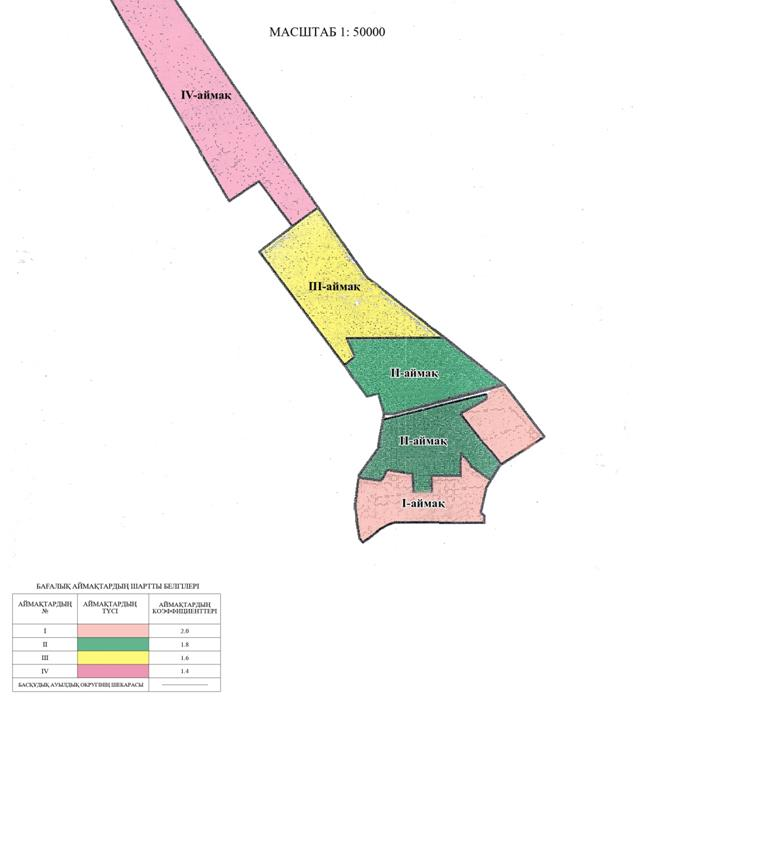 МАСШТАБ 1: 50000
IV-аймақ
III-аймақ
II-аймақ
II-аймақ
I-аймақ
БАҒАЛЫҚ АЙМАҚТАРДЫҢ ШАРТТЫ БЕЛГІЛЕРІ
АЙМАҚТАРДЫҢ № АЙМАҚТАРДЫҢ ТҮСІ АЙМАҚТАРДЫҢ КОЭФФИЦИЕНТТЕРІ
I 2.0
II 1.8
III 1.6
IV 1.4
БАСҚУДЫҚ АУЫЛДЫҚ ОКРУГІНІҢ ШЕКАРАСЫ